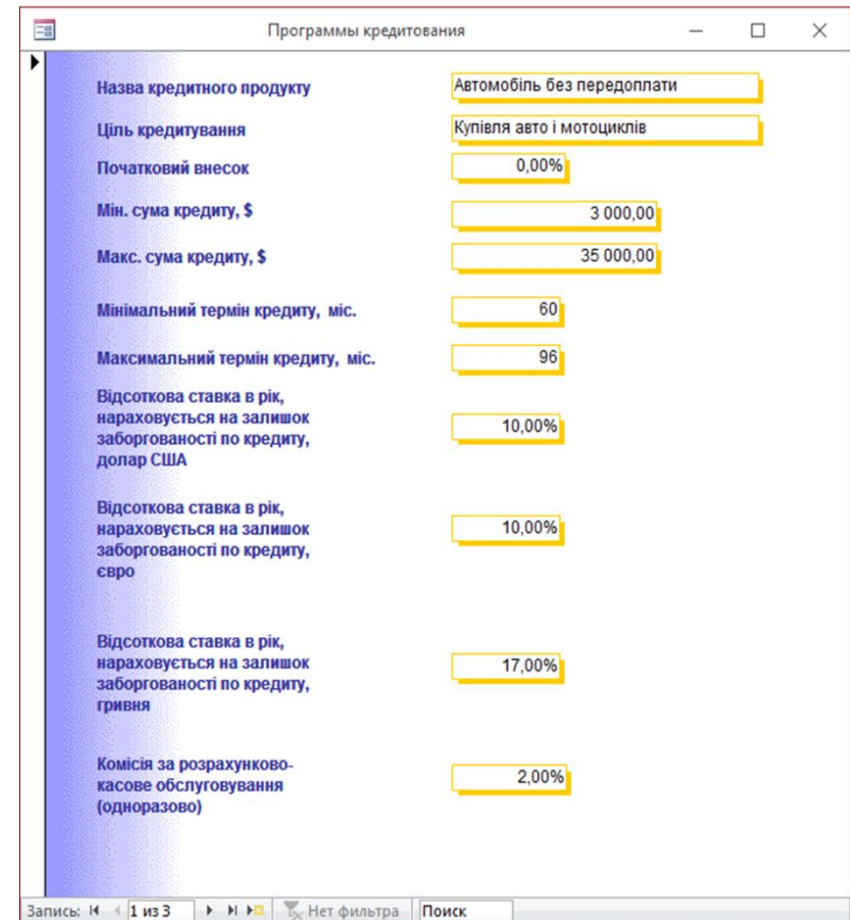 Программы кредитования
Назва кредитного продукту
Автомобіль без передоплати
Ціль кредитування
Купівля авто і мотоциклів
Початковий внесок
0,00%
Мін. сума кредиту, $
3 000,00
Макс. сума кредиту, $
35 000,00
Мінімальний термін кредиту, міс.
60
Максимальний термін кредиту, міс.
96
Відсоткова ставка в рік,
нараховується на залишок
заборгованості по кредиту,
долар США
10,00%
Відсоткова ставка в рік,
нараховується на залишок
заборгованості по кредиту,
євро
10,00%
Відсоткова ставка в рік,
нараховується на залишок
заборгованості по кредиту,
гривня
17,00%
Комісія за розрахунково-
касове обслуговування
(одноразово)
2,00%
Запись: 1 из 3 Нет фильтра Поиск